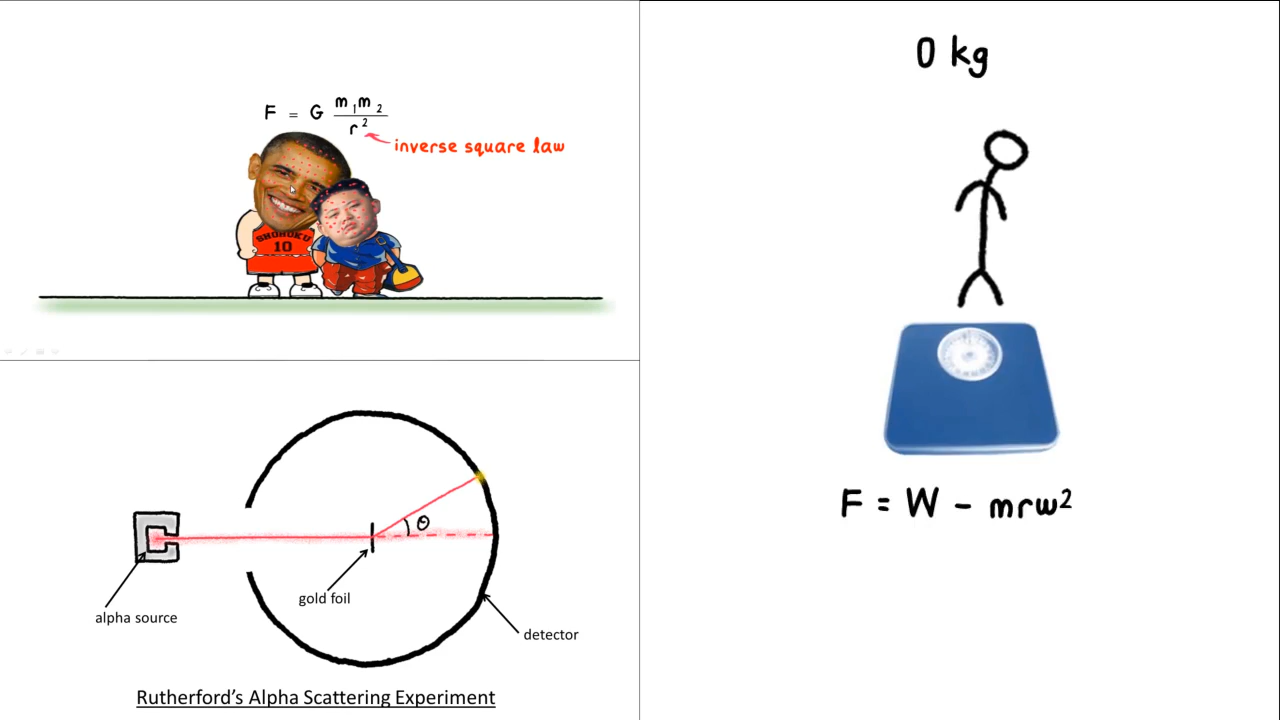 F = G m₁m₂ / r²
inverse square law
SHOHOKU
10
0 kg
F = W - mrw²
θ
gold foil
alpha source
detector
Rutherford's Alpha Scattering Experiment